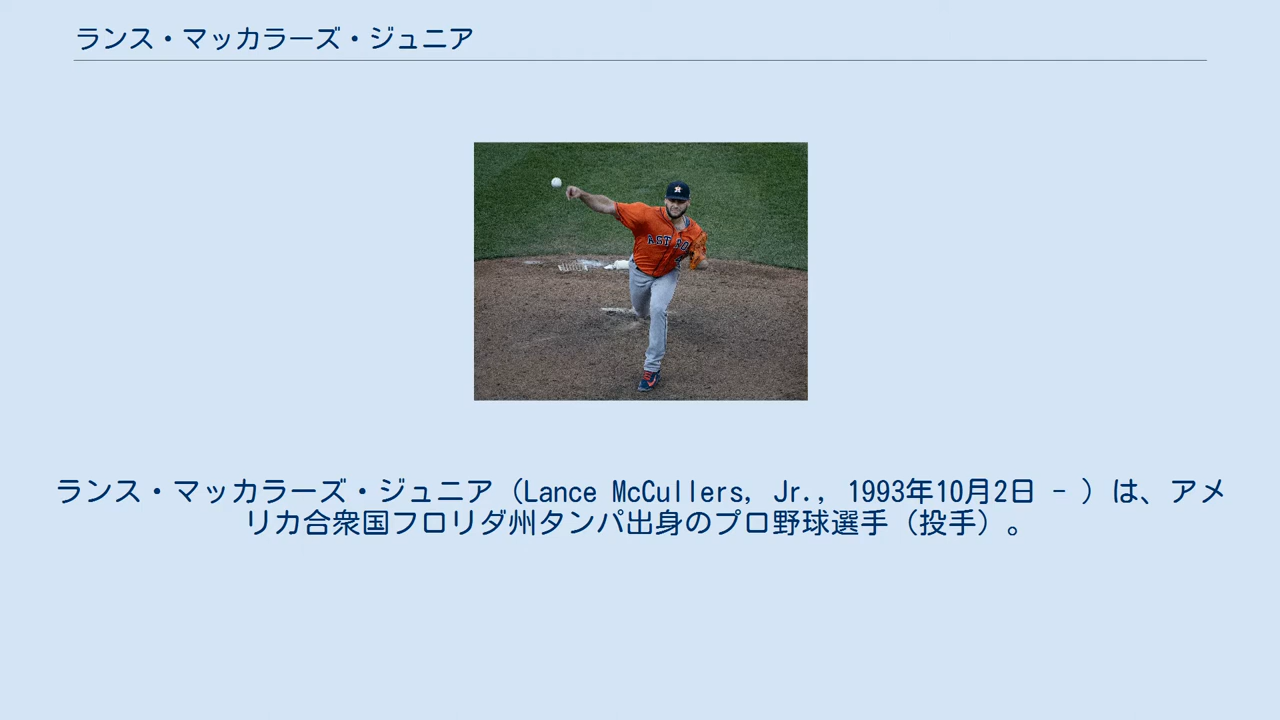 ランス・マッカラーズ・ジュニア
ランス・マッカラーズ・ジュニア（Lance McCullers, Jr., 1993年10月2日 - ）は、アメ
リカ合衆国フロリダ州タンパ出身のプロ野球選手（投手）。